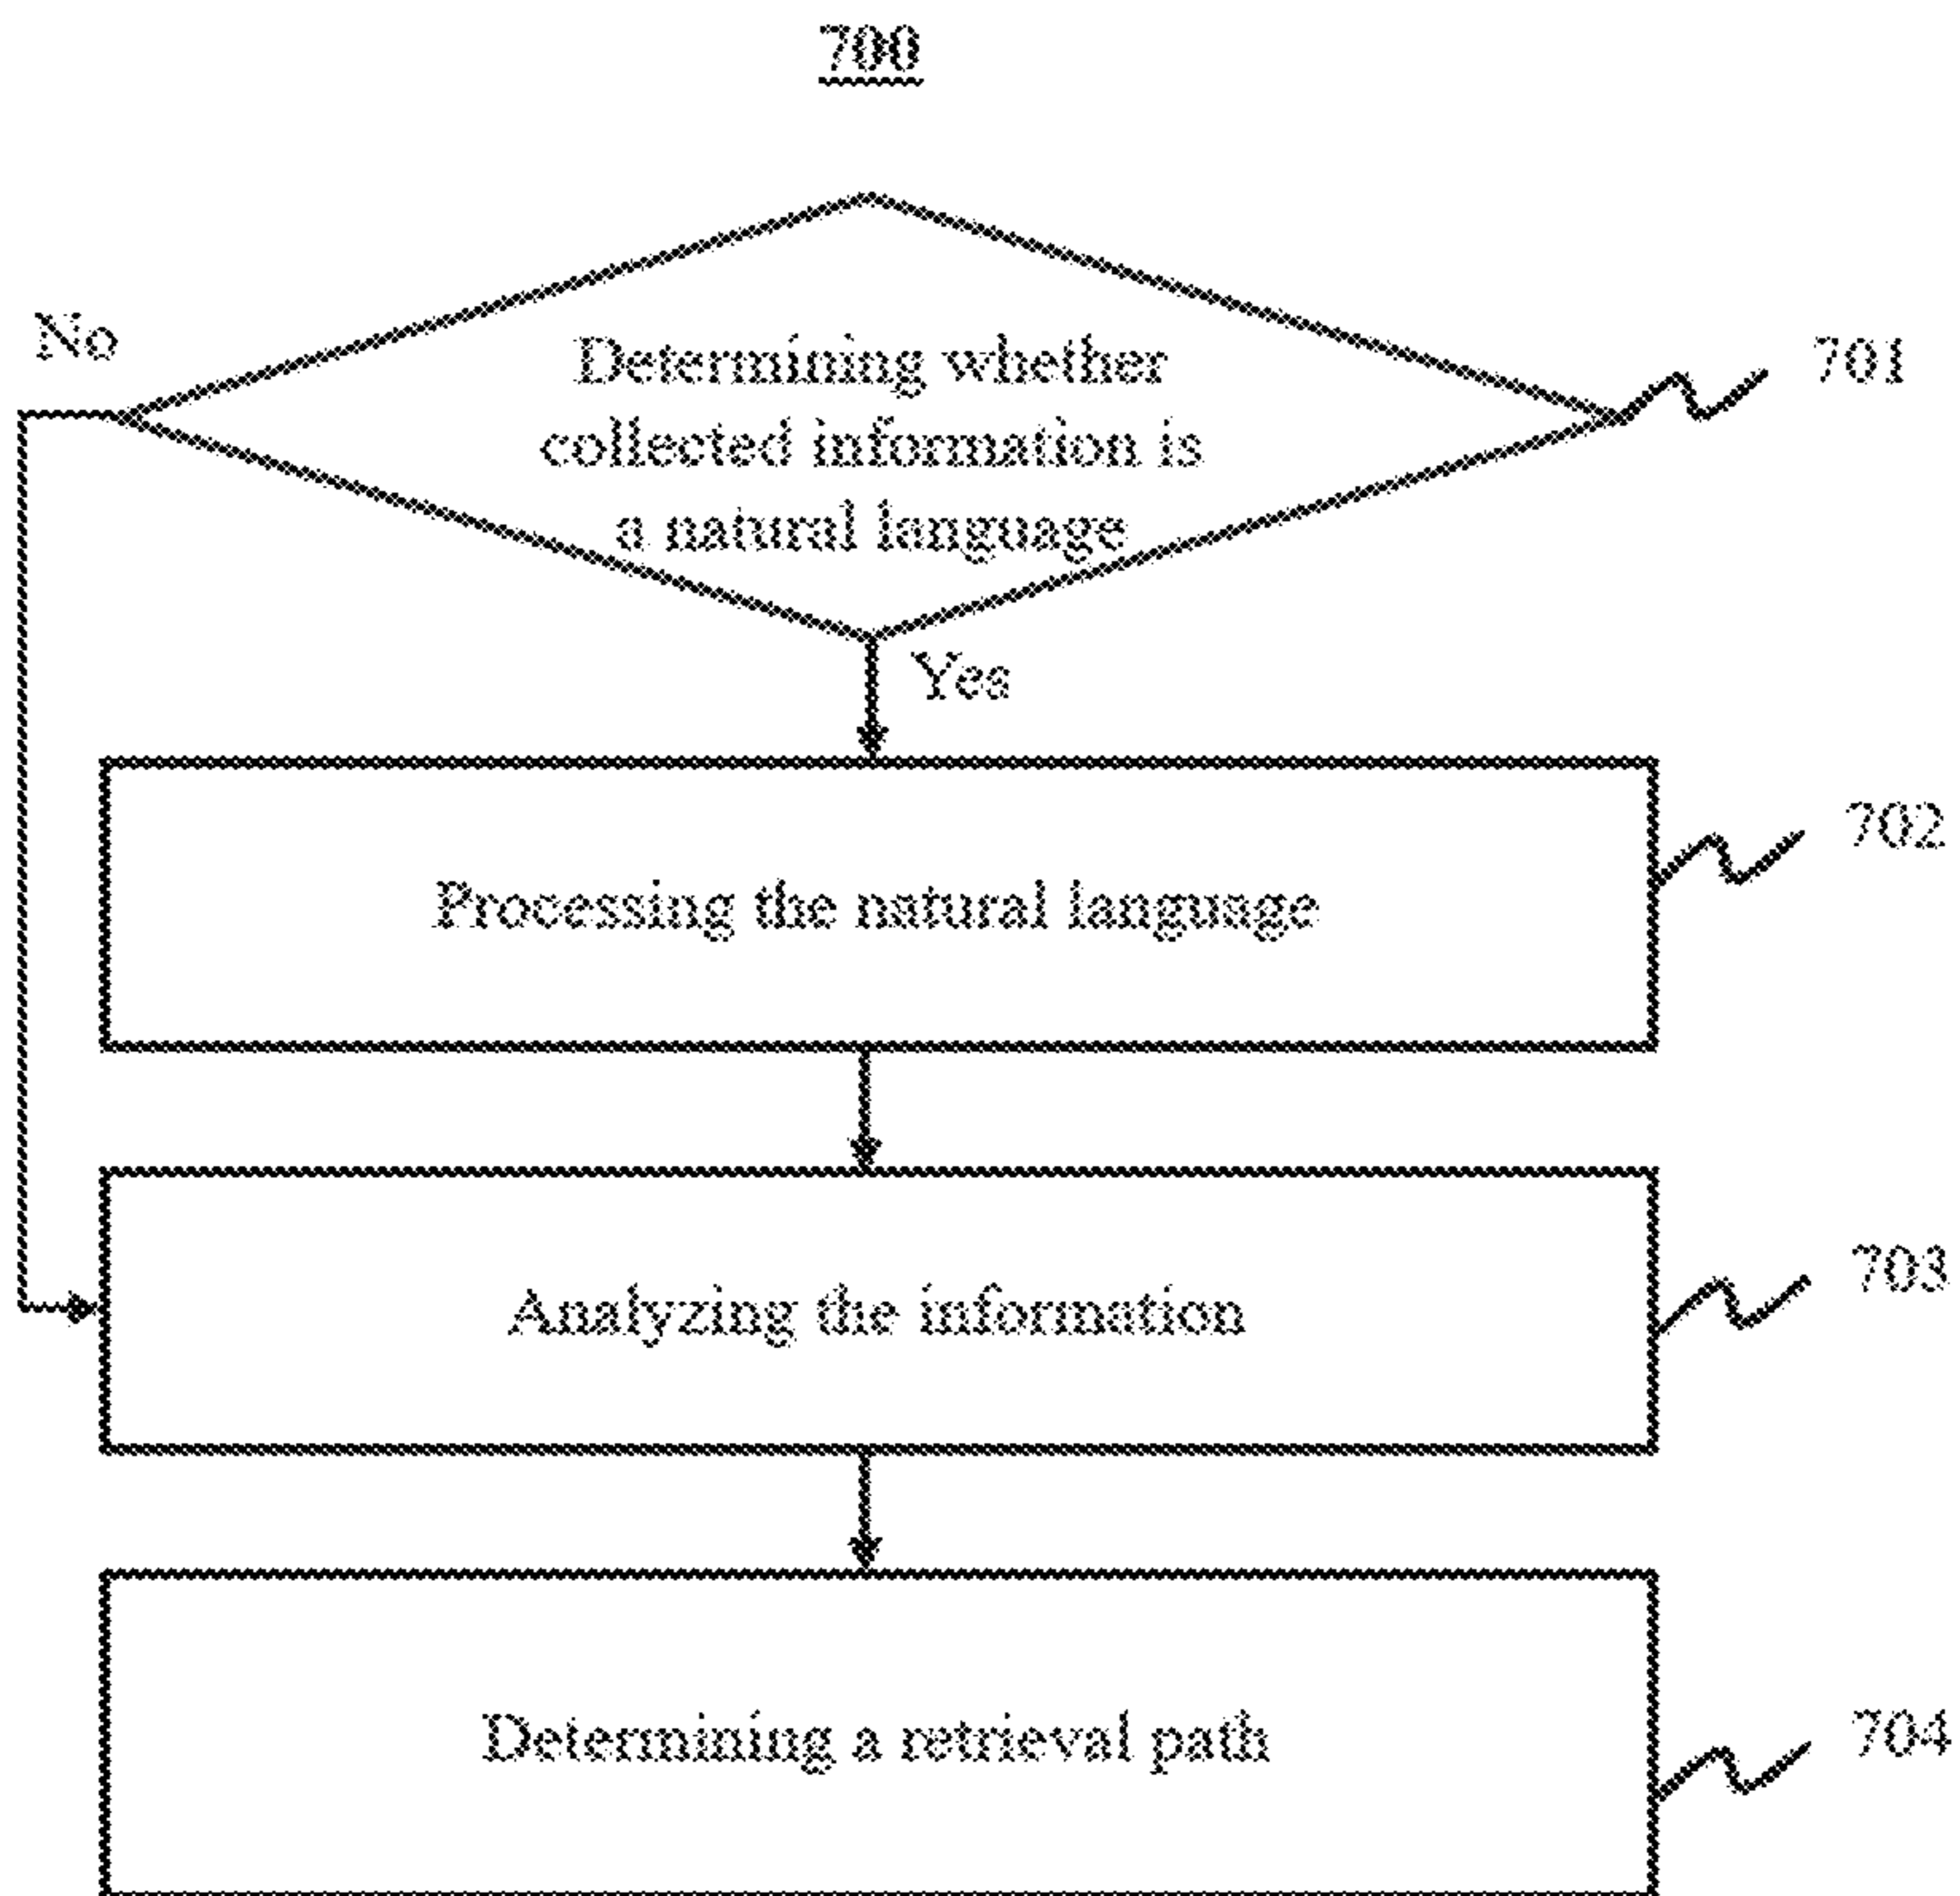 700
No
Determining whether
collected information is
a natural language
701
Yes
702
Processing the natural language
703
Analyzing the information
704
Determining a retrieval path